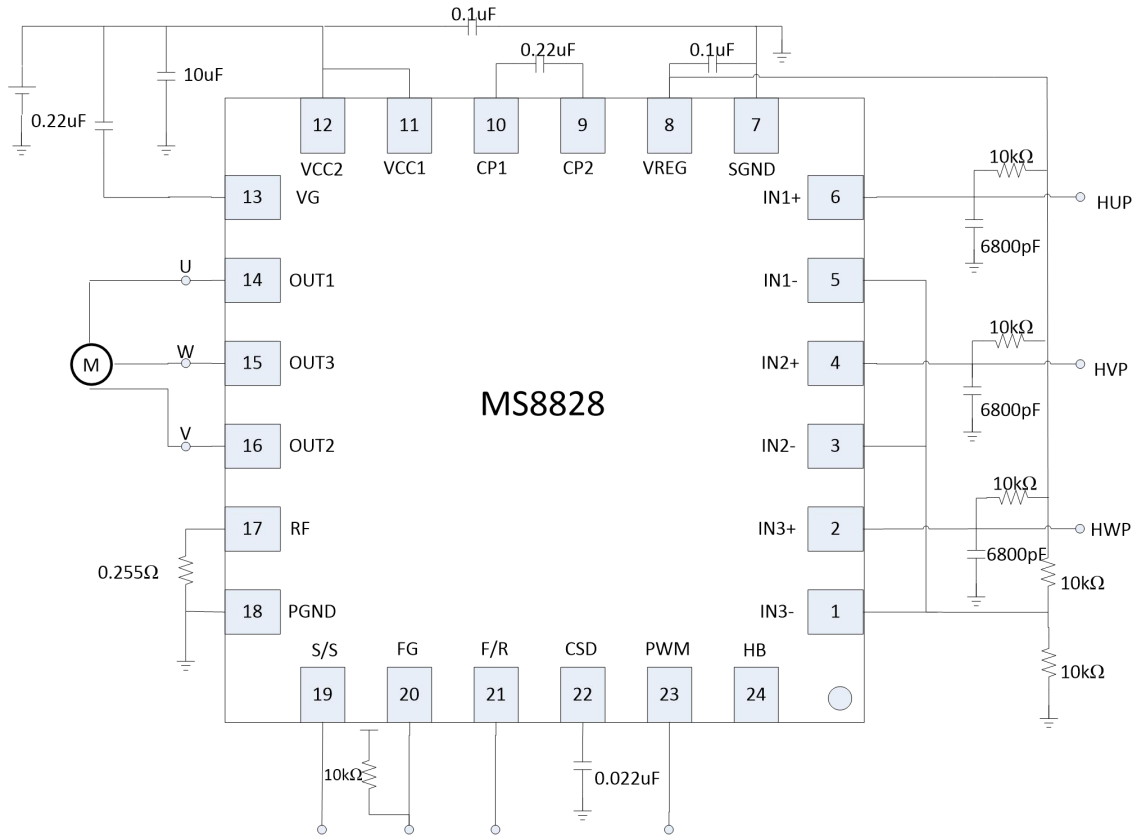 0.1uF
0.22uF
0.1uF
10uF
0.22uF
12
11
10
9
8
7
VCC2
VCC1
CP1
CP2
VREG
SGND
10kΩ
13
VG
IN1+
6
HUP
6800pF
U
14
OUT1
IN1-
5
10kΩ
M
W
15
OUT3
IN2+
4
HVP
6800pF
MS8828
V
16
OUT2
IN2-
3
10kΩ
17
RF
IN3+
2
HWP
6800pF
0.255Ω
10kΩ
18
PGND
IN3-
1
S/S
FG
F/R
CSD
PWM
HB
10kΩ
19
20
21
22
23
24
10kΩ
0.022uF